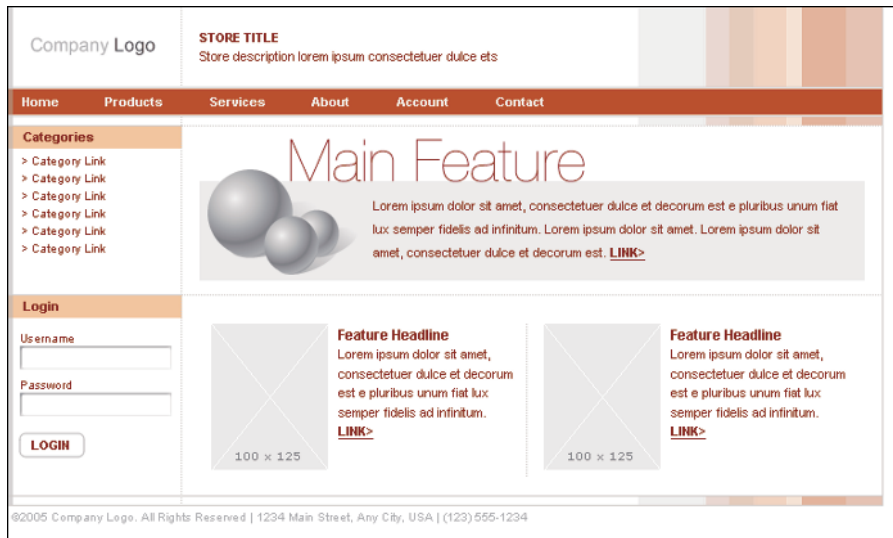 Company Logo
STORE TITLE
Store description lorem ipsum consectetuer dulce ets
Home Products Services About Account Contact
Categories
> Category Link
> Category Link
> Category Link
> Category Link
> Category Link
> Category Link
Main Feature
Lorem ipsum dolor sit amet, consectetuer dulce et decorum est e pluribus unum fiat
lux semper fidelis ad infinitum. Lorem ipsum dolor sit amet. Lorem ipsum dolor sit
amet, consectetuer dulce et decorum est. LINK>
Login
Username
Password
LOGIN
100 x 125
Feature Headline
Lorem ipsum dolor sit amet,
consectetuer dulce et decorum
est e pluribus unum fiat lux
semper fidelis ad infinitum.
LINK>
100 x 125
Feature Headline
Lorem ipsum dolor sit amet,
consectetuer dulce et decorum
est e pluribus unum fiat lux
semper fidelis ad infinitum.
LINK>
©2005 Company Logo. All Rights Reserved | 1234 Main Street, Any City, USA | (123) 555-1234